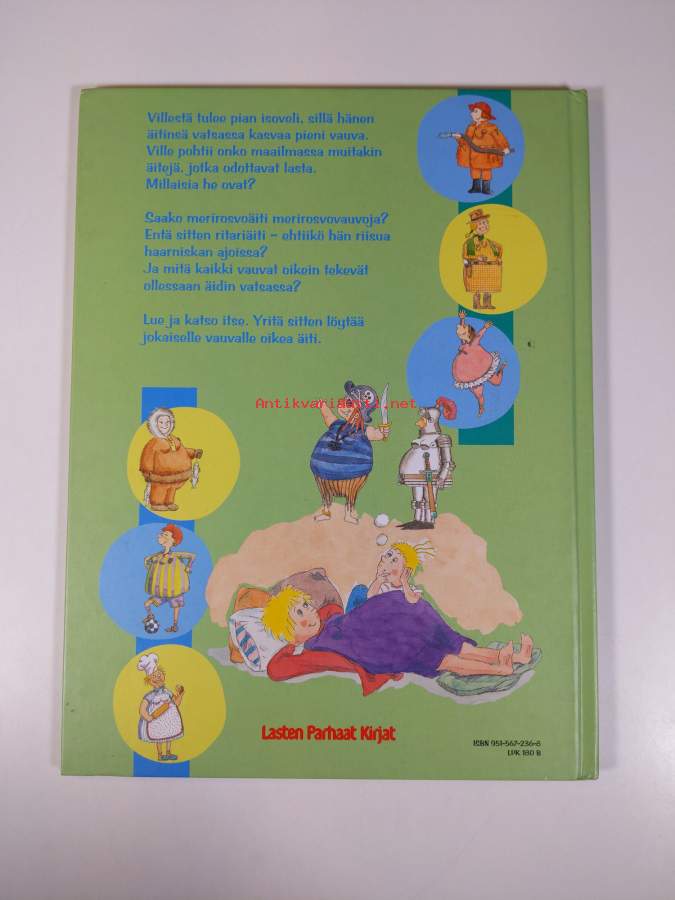 Villestä tulee pian isoveli, sillä hänen
äitinsä vatsassa kasvaa pieni vauva.
Ville pohtii onko maailmassa muitakin
äitejä, jotka odottavat lasta.
Millaisia he ovat?
Saako merirosvoäiti merirosvovauvoja?
Entä sitten ritariäiti – ehtiikö hän riisua
haarniskan ajoissa?
Ja mitä kaikki vauvat oikein tekevät
ollessaan äidin vatsassa?
Lue ja katso itse. Yritä sitten löytää
jokaiselle vauvalle oikea äiti.
Antikvariaatti.net
Lasten Parhaat Kirjat
ISBN 951-567-236-8
LPK 180 B